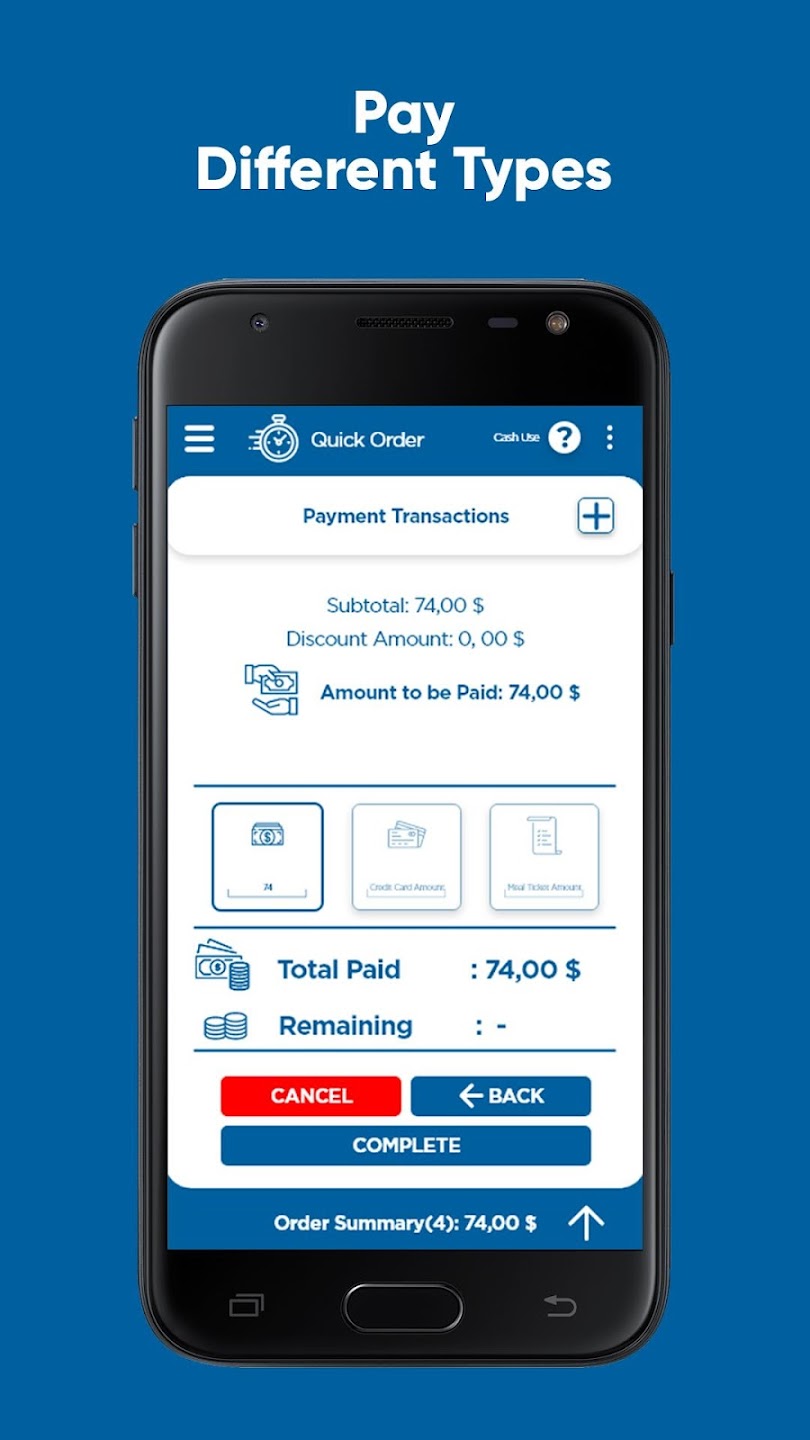 Pay
Different Types
Quick Order
Cash Use
?
Payment Transactions
Subtotal: 74,00 $
Discount Amount: 0, 00 $
Amount to be Paid: 74,00 $
74
Credit Card Amount
Meal Ticket Amount
Total Paid : 74,00 $
Remaining : -
CANCEL
BACK
COMPLETE
Order Summary(4): 74,00 $